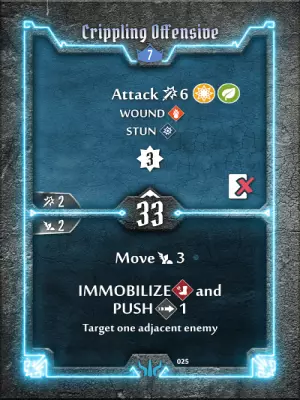 Crippling Offensive
7
Attack 6
WOUND
STUN
3
2
33
2
Move 3
IMMOBILIZE and
PUSH 1
Target one adjacent enemy
025